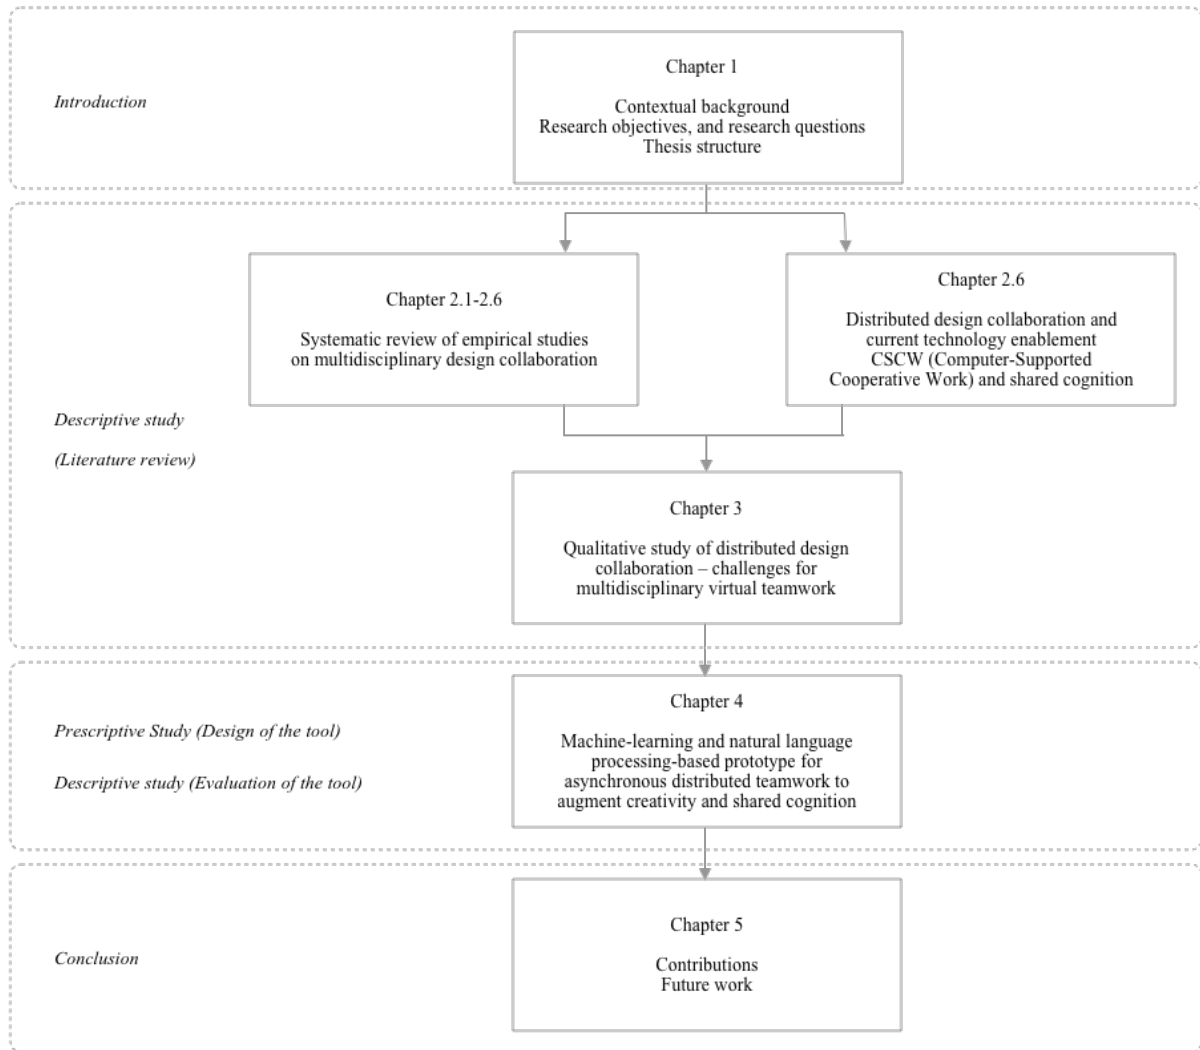 Introduction
Chapter 1
Contextual background
Research objectives, and research questions
Thesis structure
Descriptive study
(Literature review)
Chapter 2.1-2.6
Systematic review of empirical studies
on multidisciplinary design collaboration
Chapter 2.6
Distributed design collaboration and
current technology enablement
CSCW (Computer-Supported
Cooperative Work) and shared cognition
Chapter 3
Qualitative study of distributed design
collaboration – challenges for
multidisciplinary virtual teamwork
Prescriptive Study (Design of the tool)
Descriptive study (Evaluation of the tool)
Chapter 4
Machine-learning and natural language
processing-based prototype for
asynchronous distributed teamwork to
augment creativity and shared cognition
Conclusion
Chapter 5
Contributions
Future work